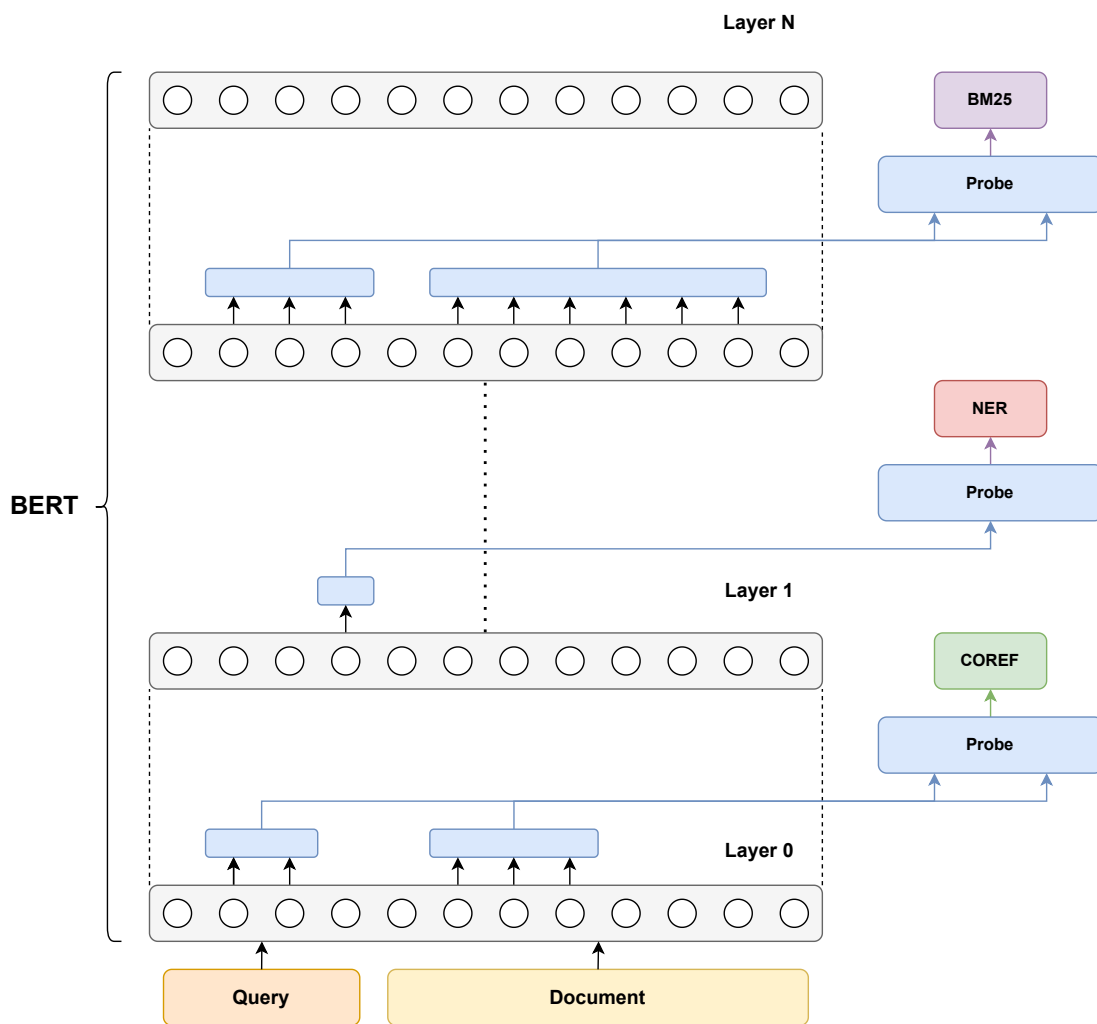 Layer N
BM25
Probe
NER
BERT
Probe
Layer 1
COREF
Probe
Layer 0
Query
Document